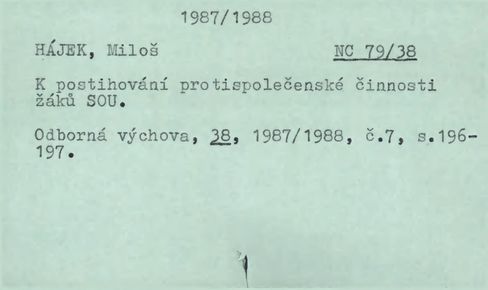 1987/1988
HÁJEK, Miloš NC 79/38
K postihování protispolečenské činnosti
žáků SOU.
Odborná výchova, 38, 1987/1988, č.7, s.196-
197.